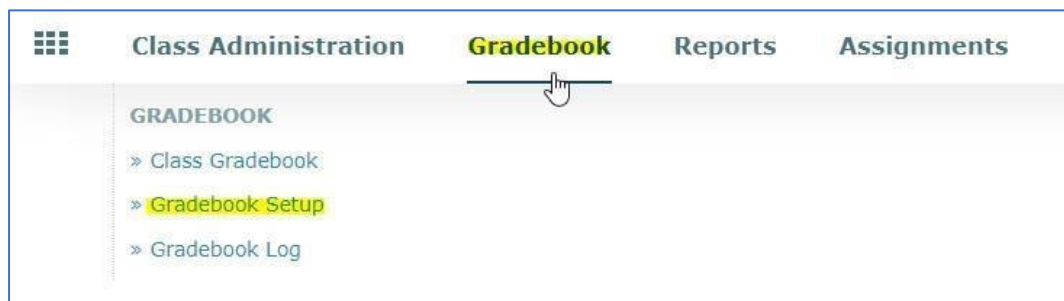 Class Administration Gradebook Reports Assignments
GRADEBOOK
» Class Gradebook
» Gradebook Setup
» Gradebook Log